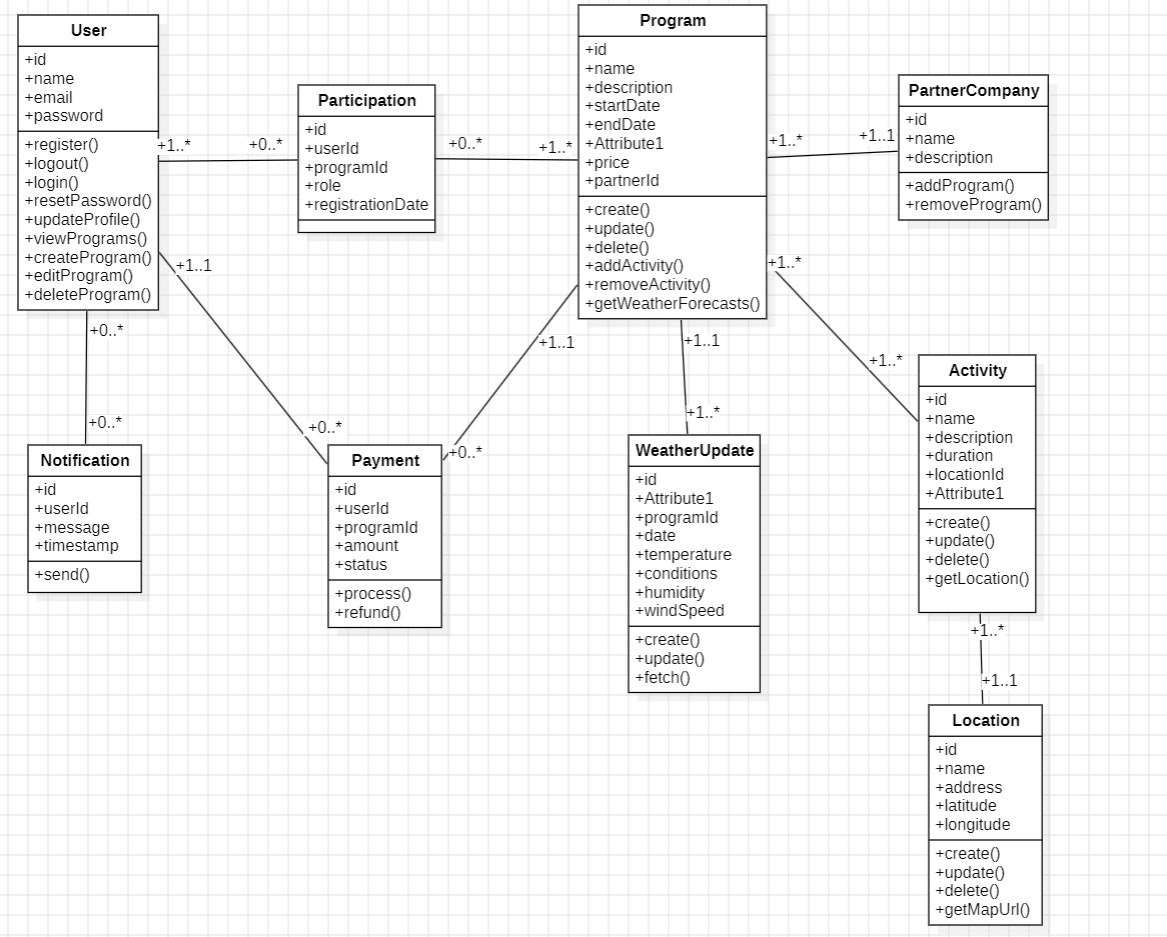 User
+id
+name
+email
+password
+register()
+logout()
+login()
+resetPassword()
+updateProfile()
+viewPrograms()
+createProgram()
+editProgram()
+deleteProgram()
+1..*
+0..*
Participation
+id
+userId
+programId
+role
+registrationDate
+0..*
+1..*
Program
+id
+name
+description
+startDate
+endDate
+Attribute1
+price
+partnerId
+create()
+update()
+delete()
+addActivity()
+removeActivity()
+getWeatherForecasts()
+1..*
+1..1
PartnerCompany
+id
+name
+description
+addProgram()
+removeProgram()
+1..1
+0..*
+0..*
+0..*
Notification
+id
+userId
+message
+timestamp
+send()
+1..1
+0..*
Payment
+id
+userId
+programId
+amount
+status
+process()
+refund()
+1..1
+1..*
WeatherUpdate
+id
+Attribute1
+programId
+date
+temperature
+conditions
+humidity
+windSpeed
+create()
+update()
+fetch()
+1..*
+1..*
Activity
+id
+name
+description
+duration
+locationId
+Attribute1
+create()
+update()
+delete()
+getLocation()
+1..*
+1..1
Location
+id
+name
+address
+latitude
+longitude
+create()
+update()
+delete()
+getMapUrl()